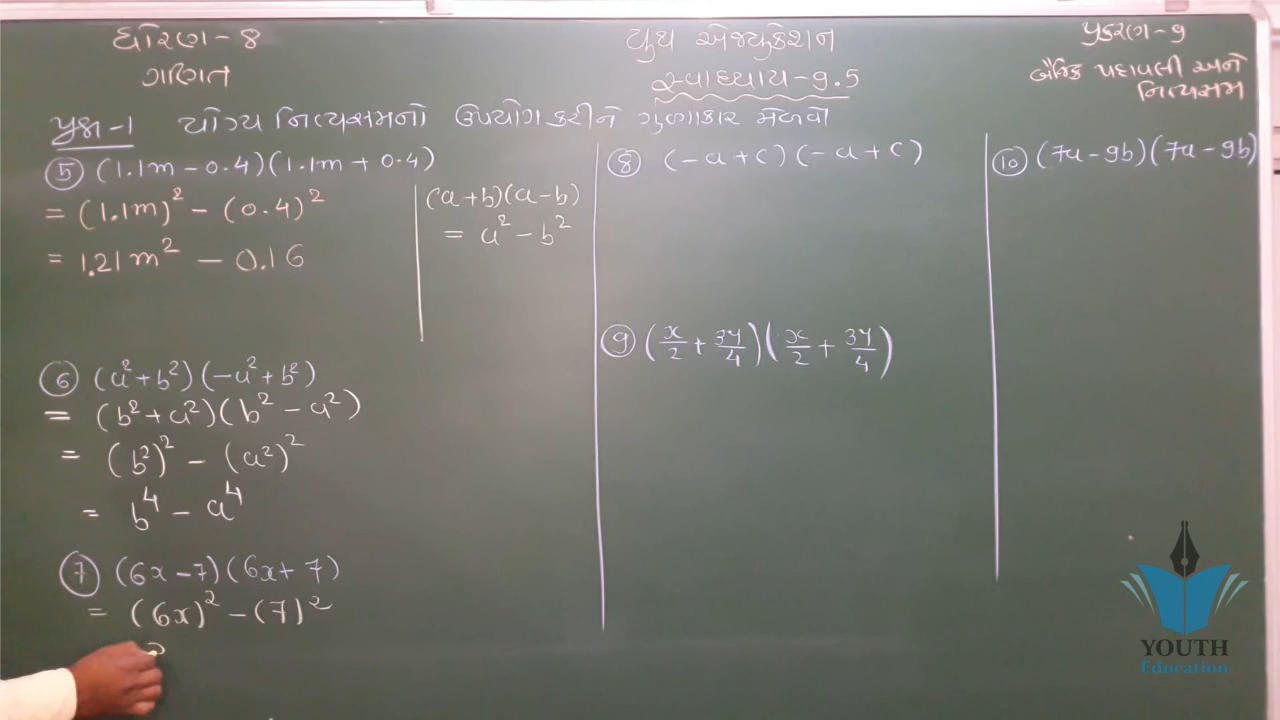 ધોરણ-8
ગણિત
યુથ એજ્યુકેશન
સ્વાધ્યાય-9.5
પ્રકરણ-9
બૈજિક પદાવલી અને
નિત્યસમ
પ્રશ્ન-1 યોગ્ય નિત્યસમનો ઉપયોગ કરીને ગુણાકાર મેળવો
⑤ (1.1m - 0.4)(1.1m + 0.4)
= (1.1m)² - (0.4)²
= 1.21m² - 0.16
(a+b)(a-b)
= a² - b²
⑥ (a²+b²)(-a²+b²)
= (b²+a²)(b²-a²)
= (b²)² - (a²)²
= b⁴ - a⁴
⑦ (6x-7)(6x+7)
= (6x)² - (7)²
⑧ (-a+c)(-a+c)
⑨ (x/2 + 3y/4)(x/2 + 3y/4)
⑩ (7a-9b)(7a-9b)
YOUTH
Education